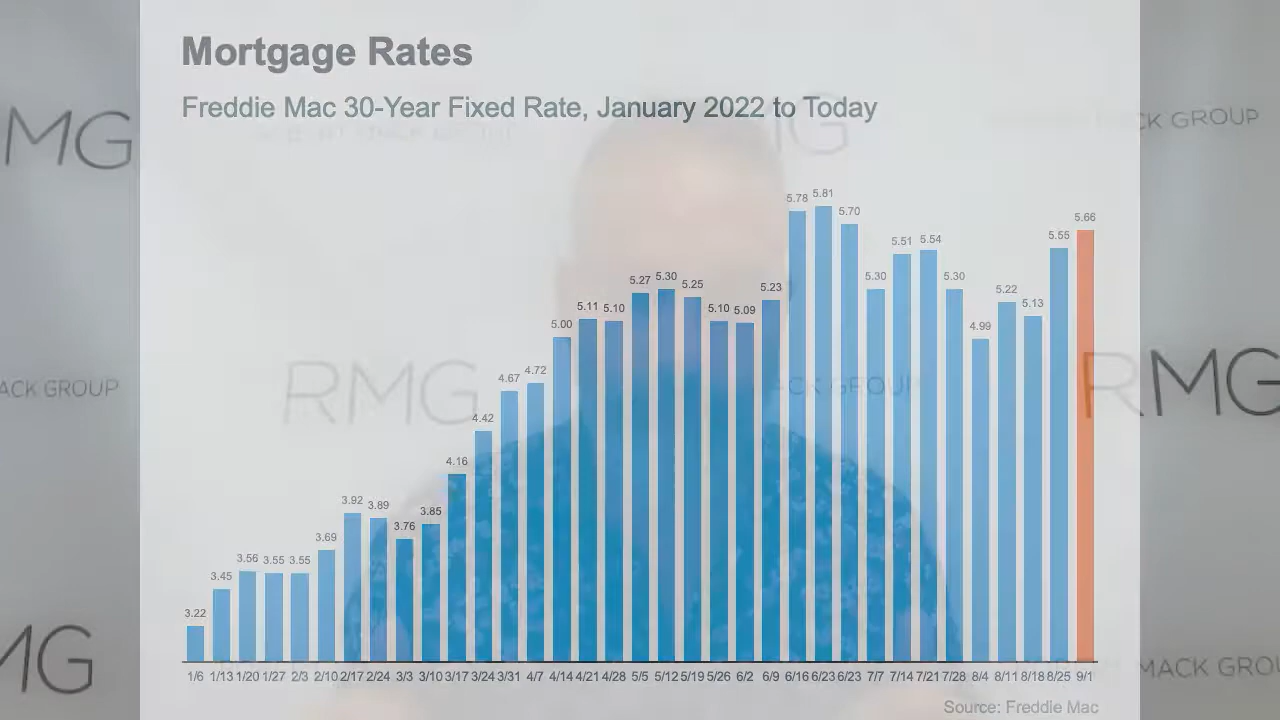 Mortgage Rates
Freddie Mac 30-Year Fixed Rate, January 2022 to Today
MG
RMG
CK GROUP
ACK GROUP
RMG
ACK GROUP
RMG
MG
MACK GROU
3.22 3.45 3.56 3.55 3.55 3.69 3.92 3.89 3.76 3.85 4.16 4.42 4.67 4.72 5.00 5.11 5.10 5.27 5.30 5.25 5.10 5.09 5.23 5.78 5.81 5.70 5.30 5.51 5.54 5.30 4.99 5.22 5.13 5.55 5.66
1/6 1/13 1/20 1/27 2/3 2/10 2/17 2/24 3/3 3/10 3/17 3/24 3/31 4/7 4/14 4/21 4/28 5/5 5/12 5/19 5/26 6/2 6/9 6/16 6/23 6/23 7/7 7/14 7/21 7/28 8/4 8/11 8/18 8/25 9/1
Source: Freddie Mac